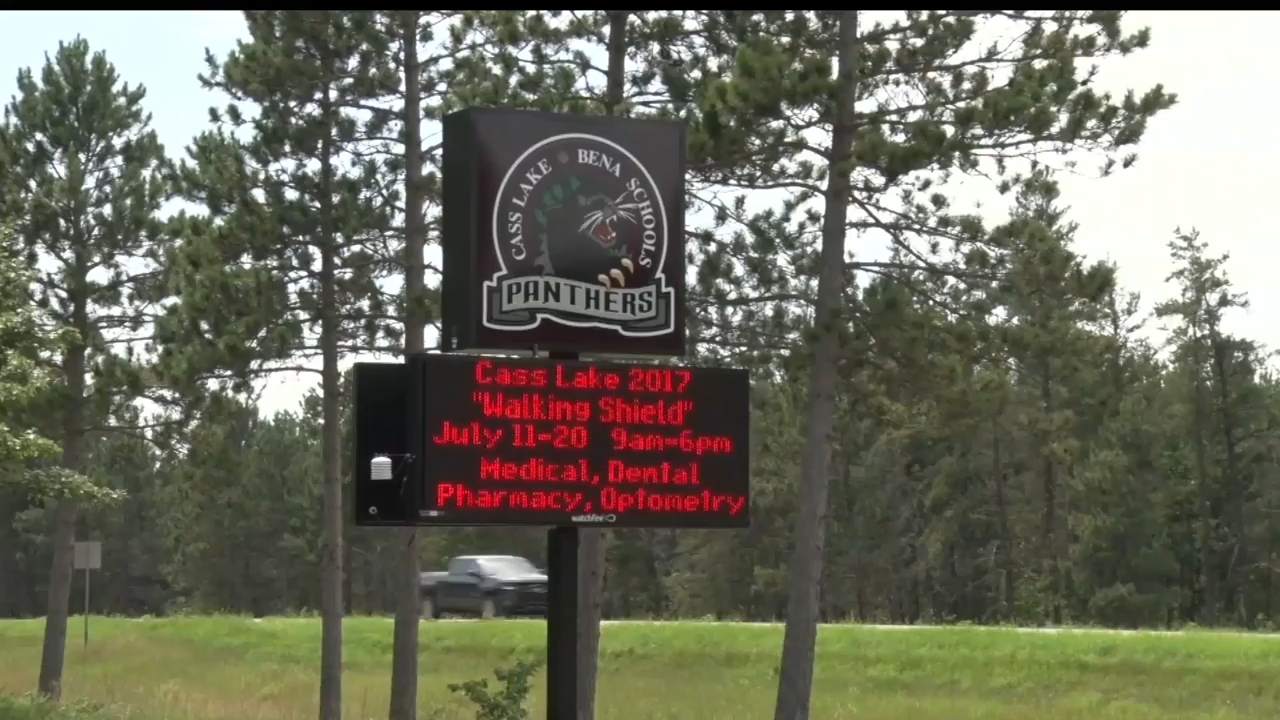 CASS LAKE • BENA SCHOOLS
PANTHERS
Cass Lake 2017
"Walking Shield"
July 11-20 9am-6pm
Medical, Dental
Pharmacy, Optometry
watchfire